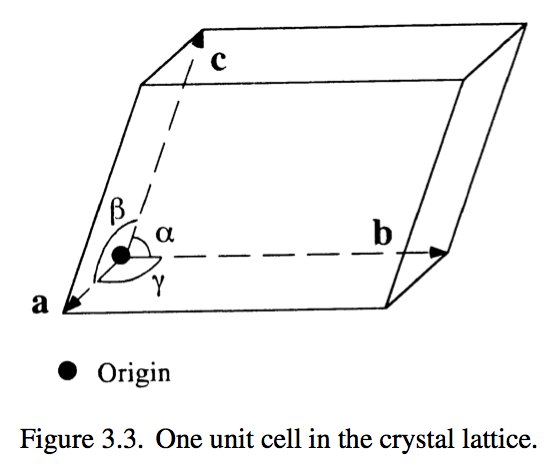 c
β
α
b
γ
a
Origin
Figure 3.3. One unit cell in the crystal lattice.